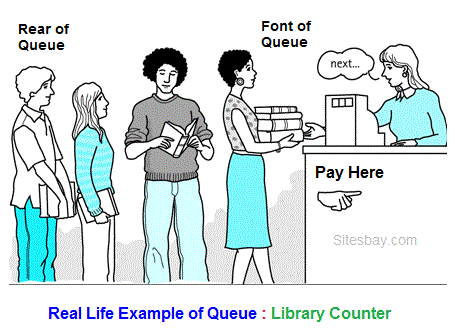 Rear of
Queue
Font of
Queue
next...
Pay Here
Sitesbay.com
Real Life Example of Queue : Library Counter